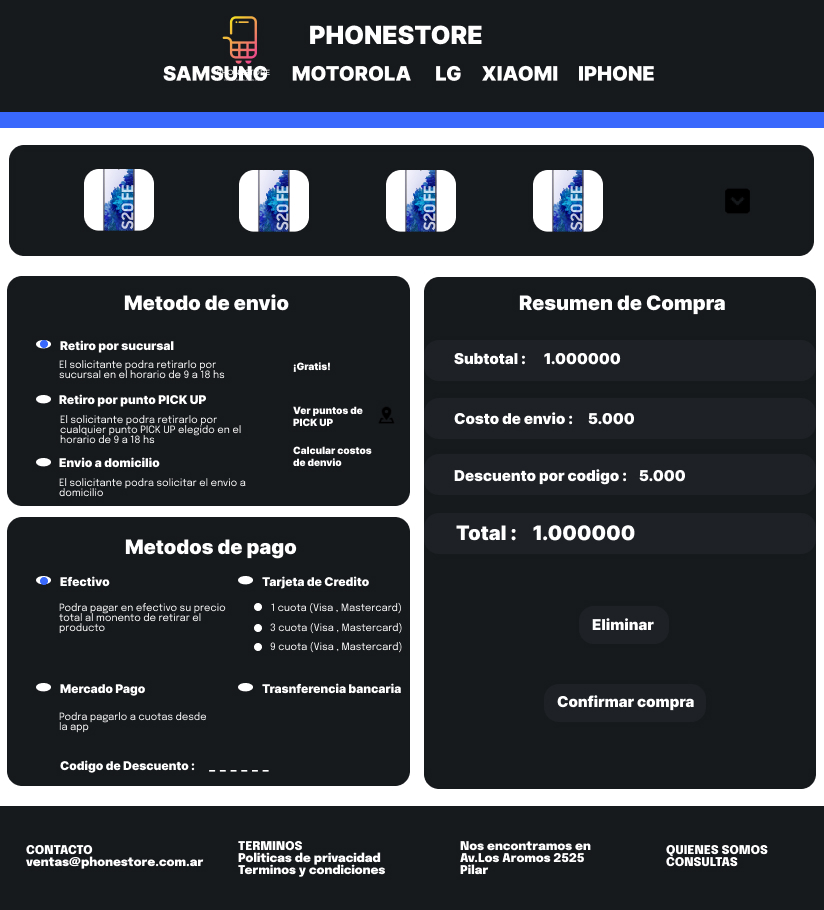 PHONESTORE
SAMSUNG MOTOROLA LG XIAOMI IPHONE
S20 FE S20 FE S20 FE S20 FE
Metodo de envio
Retiro por sucursal
El solicitante podra retirarlo por
sucursal en el horario de 9 a 18 hs
¡Gratis!
Retiro por punto PICK UP
El solicitante podra retirarlo por
cualquier punto PICK UP elegido en el
horario de 9 a 18 hs
Ver puntos de
PICK UP
Envio a domicilio
El solicitante podra solicitar el envio a
domicilio
Calcular costos
de denvio
Metodos de pago
Efectivo
Podra pagar en efectivo su precio
total al monento de retirar el
producto
Tarjeta de Credito
1 cuota (Visa , Mastercard)
3 cuota (Visa , Mastercard)
9 cuota (Visa , Mastercard)
Mercado Pago
Podra pagarlo a cuotas desde
la app
Trasnferencia bancaria
Codigo de Descuento : _ _ _ _ _ _
Resumen de Compra
Subtotal : 1.000000
Costo de envio : 5.000
Descuento por codigo : 5.000
Total : 1.000000
Eliminar
Confirmar compra
CONTACTO
ventas@phonestore.com.ar
TERMINOS
Politicas de privacidad
Terminos y condiciones
Nos encontramos en
Av.Los Aromos 2525
Pilar
QUIENES SOMOS
CONSULTAS